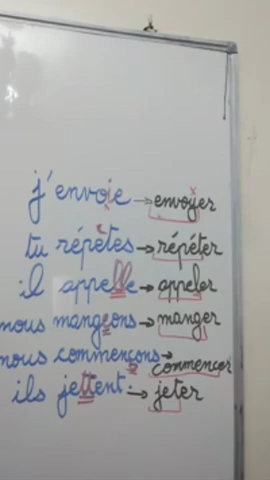 j'envoie → envoyer
tu répètes → répéter
il appelle → appeler
nous mangeons → manger
nous commençons → commencer
ils jettent. → jeter